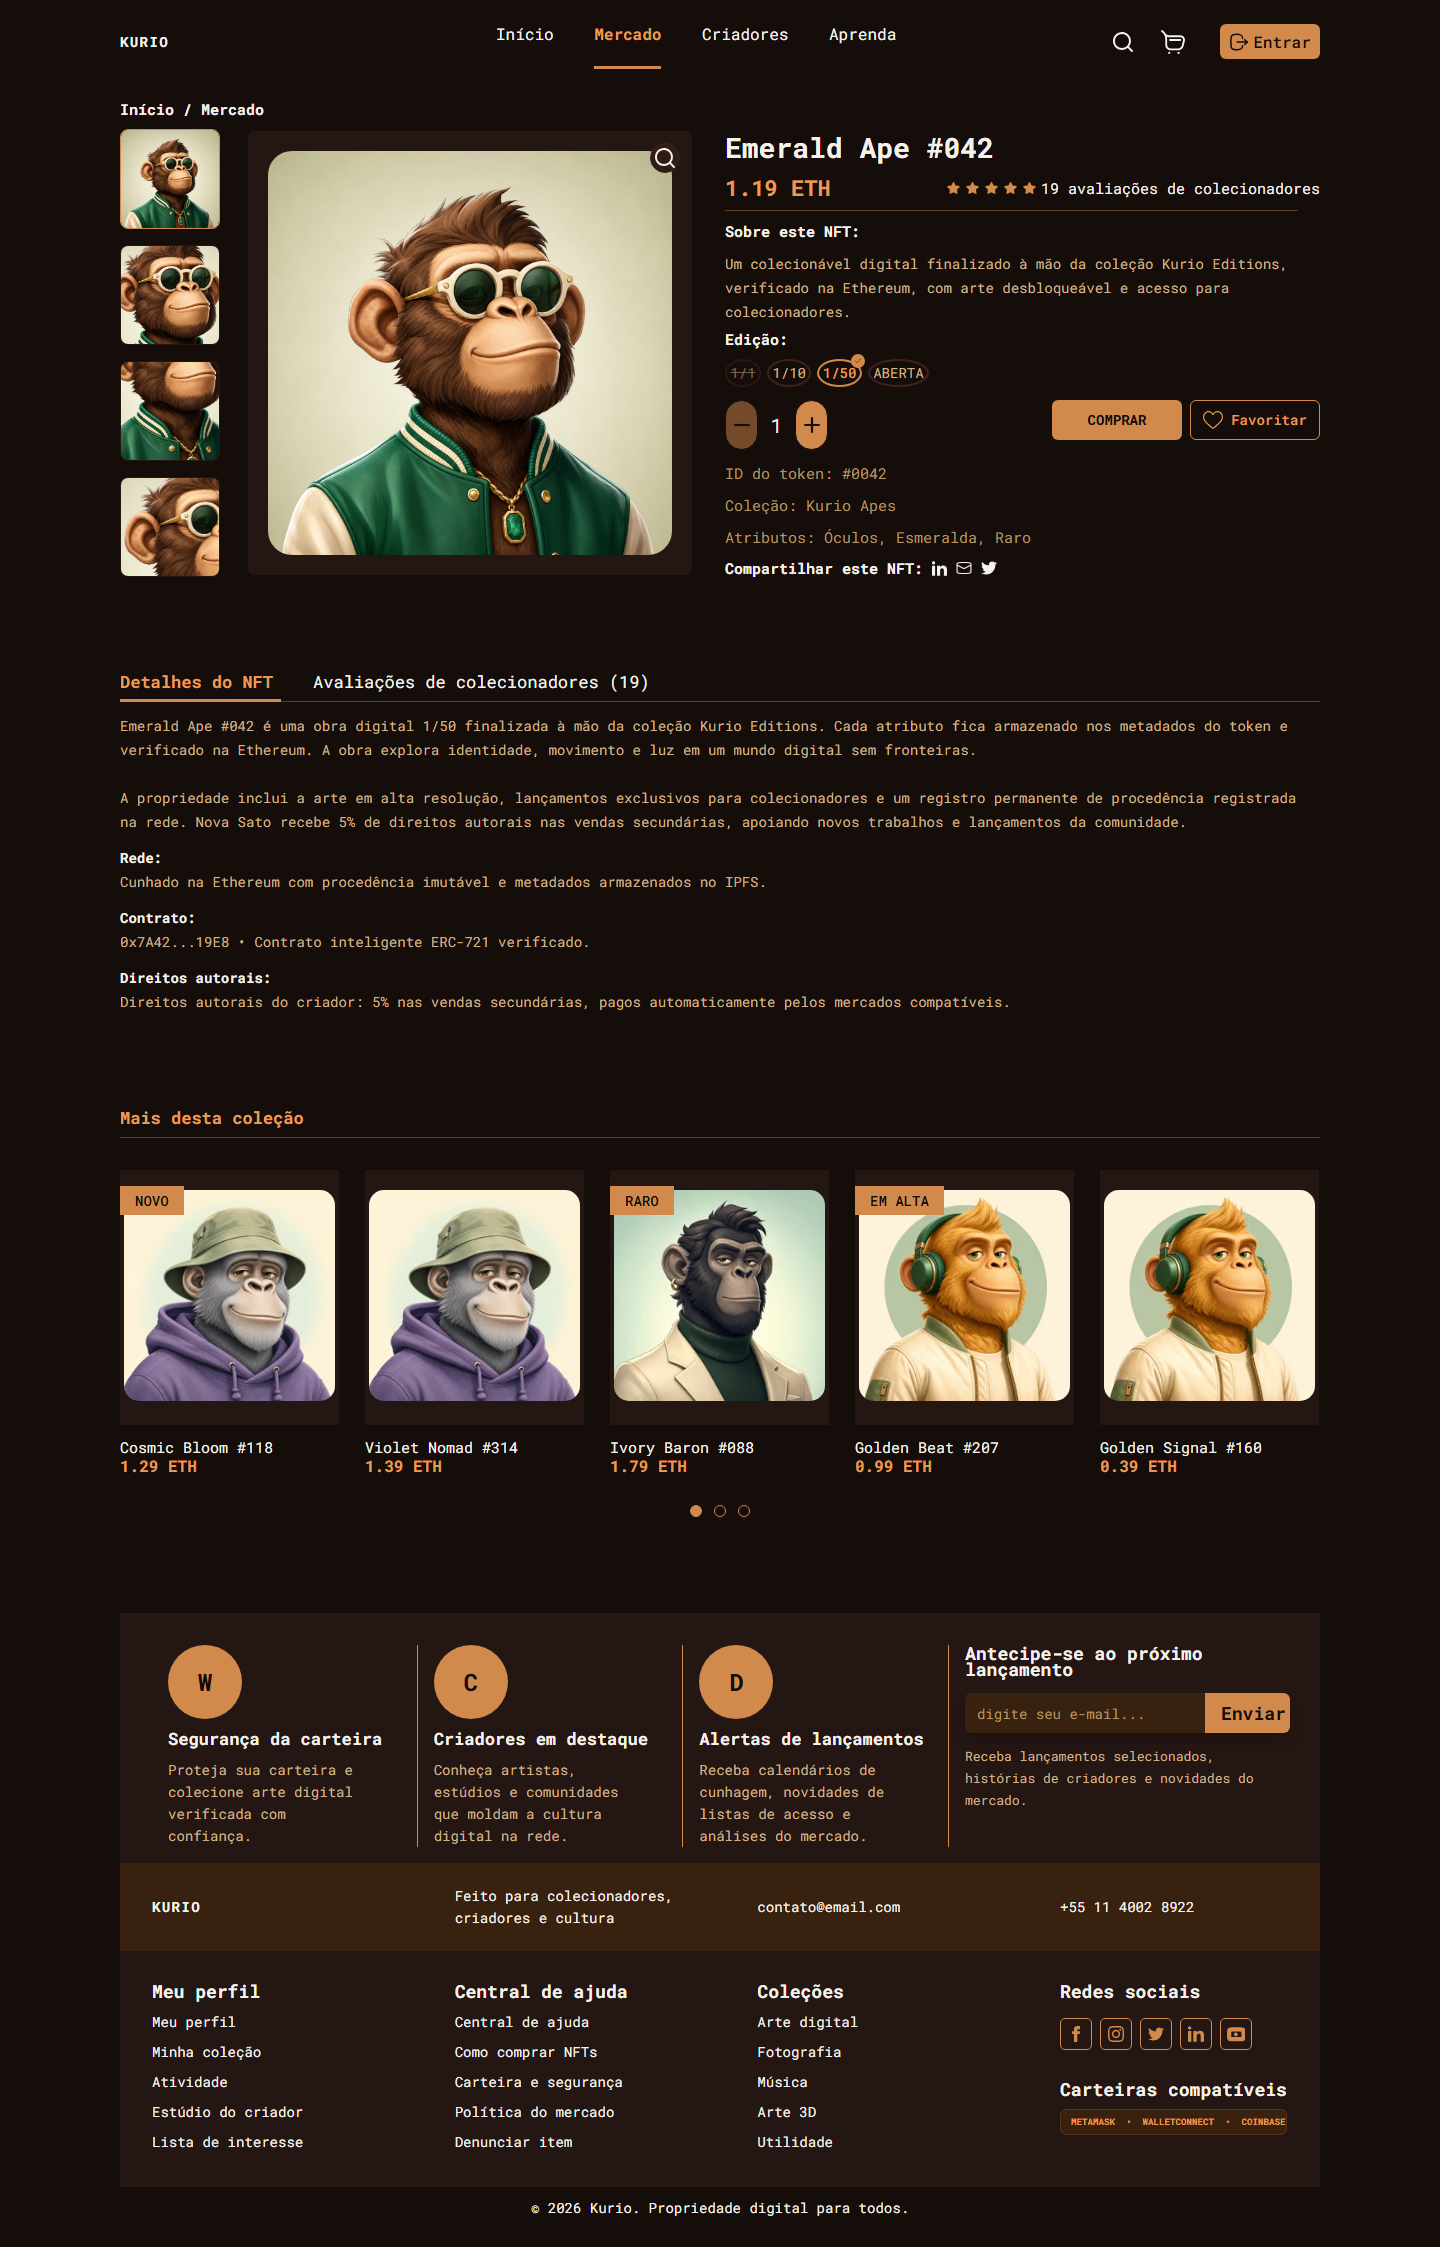 KURIO
Início
Mercado
Criadores
Aprenda
Entrar
Início / Mercado
Emerald Ape #042
1.19 ETH
19 avaliações de colecionadores
Sobre este NFT:
Um colecionável digital finalizado à mão da coleção Kurio Editions,
verificado na Ethereum, com arte desbloqueável e acesso para
colecionadores.
Edição:
1/1
1/10
1/50
ABERTA
1
COMPRAR
Favoritar
ID do token: #0042
Coleção: Kurio Apes
Atributos: Óculos, Esmeralda, Raro
Compartilhar este NFT:
Detalhes do NFT
Avaliações de colecionadores (19)
Emerald Ape #042 é uma obra digital 1/50 finalizada à mão da coleção Kurio Editions. Cada atributo fica armazenado nos metadados do token e
verificado na Ethereum. A obra explora identidade, movimento e luz em um mundo digital sem fronteiras.
A propriedade inclui a arte em alta resolução, lançamentos exclusivos para colecionadores e um registro permanente de procedência registrada
na rede. Nova Sato recebe 5% de direitos autorais nas vendas secundárias, apoiando novos trabalhos e lançamentos da comunidade.
Rede:
Cunhado na Ethereum com procedência imutável e metadados armazenados no IPFS.
Contrato:
0x7A42...19E8 • Contrato inteligente ERC-721 verificado.
Direitos autorais:
Direitos autorais do criador: 5% nas vendas secundárias, pagos automaticamente pelos mercados compatíveis.
Mais desta coleção
NOVO
RARO
EM ALTA
Cosmic Bloom #118
1.29 ETH
Violet Nomad #314
1.39 ETH
Ivory Baron #088
1.79 ETH
Golden Beat #207
0.99 ETH
Golden Signal #160
0.39 ETH
W
Segurança da carteira
Proteja sua carteira e
colecione arte digital
verificada com
confiança.
C
Criadores em destaque
Conheça artistas,
estúdios e comunidades
que moldam a cultura
digital na rede.
D
Alertas de lançamentos
Receba calendários de
cunhagem, novidades de
listas de acesso e
análises do mercado.
Antecipe-se ao próximo
lançamento
digite seu e-mail...
Enviar
Receba lançamentos selecionados,
histórias de criadores e novidades do
mercado.
KURIO
Feito para colecionadores,
criadores e cultura
contato@email.com
+55 11 4002 8922
Meu perfil
Meu perfil
Minha coleção
Atividade
Estúdio do criador
Lista de interesse
Central de ajuda
Central de ajuda
Como comprar NFTs
Carteira e segurança
Política do mercado
Denunciar item
Coleções
Arte digital
Fotografia
Música
Arte 3D
Utilidade
Redes sociais
Carteiras compatíveis
METAMASK • WALLETCONNECT • COINBASE
© 2026 Kurio. Propriedade digital para todos.